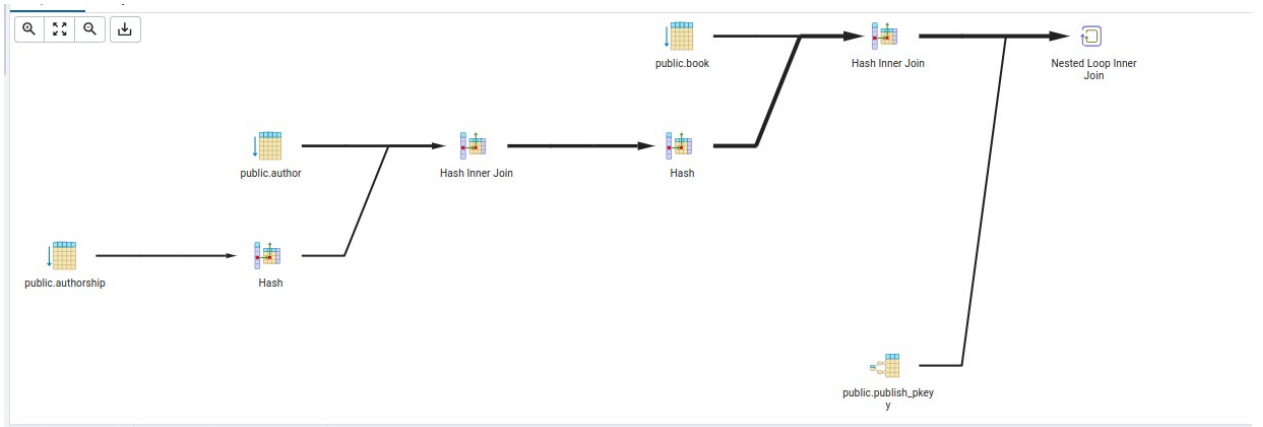 public.book
Hash Inner Join
Nested Loop Inner
Join
public.author
Hash Inner Join
Hash
public.authorship
Hash
public.publish_pkey
y